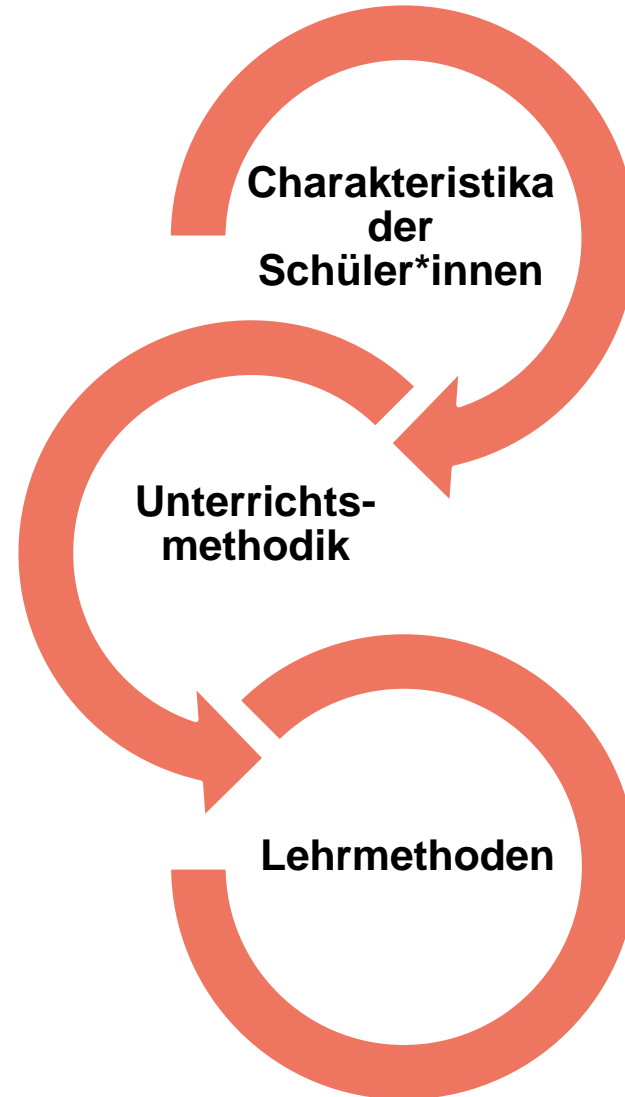 Charakteristika
der
Schüler*innen
Unterrichts-
methodik
Lehrmethoden